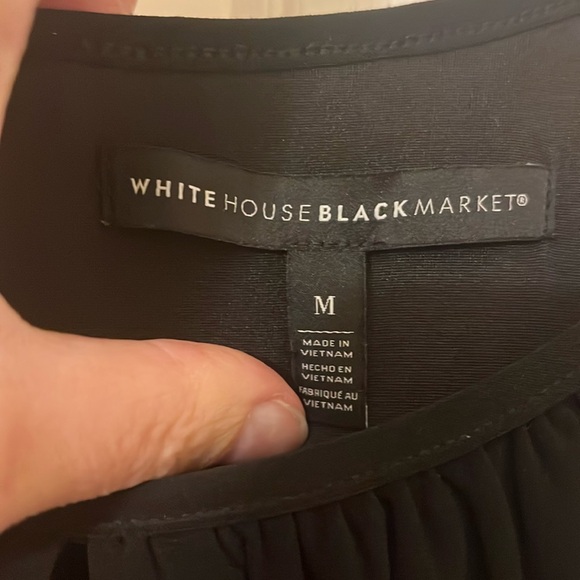 WHITE HOUSE BLACK MARKET®
M
MADE IN
VIETNAM
HECHO EN
VIETNAM
FABRIQUÉ AU
VIETNAM